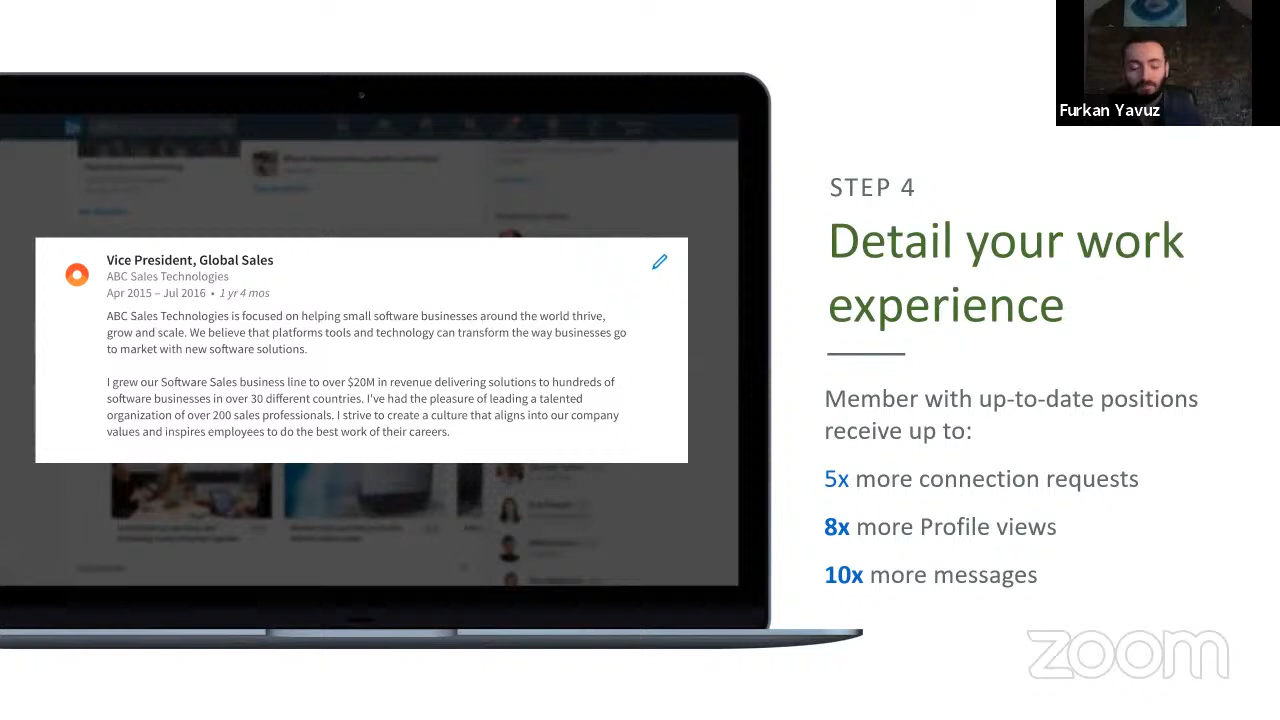 Furkan Yavuz
STEP 4
Detail your work
experience
Member with up-to-date positions
receive up to:
5x more connection requests
8x more Profile views
10x more messages
Vice President, Global Sales
ABC Sales Technologies
Apr 2015 – Jul 2016 • 1 yr 4 mos
ABC Sales Technologies is focused on helping small software businesses around the world thrive,
grow and scale. We believe that platforms tools and technology can transform the way businesses go
to market with new software solutions.
I grew our Software Sales business line to over $20M in revenue delivering solutions to hundreds of
software businesses in over 30 different countries. I've had the pleasure of leading a talented
organization of over 200 sales professionals. I strive to create a culture that aligns into our company
values and inspires employees to do the best work of their careers.
zoom